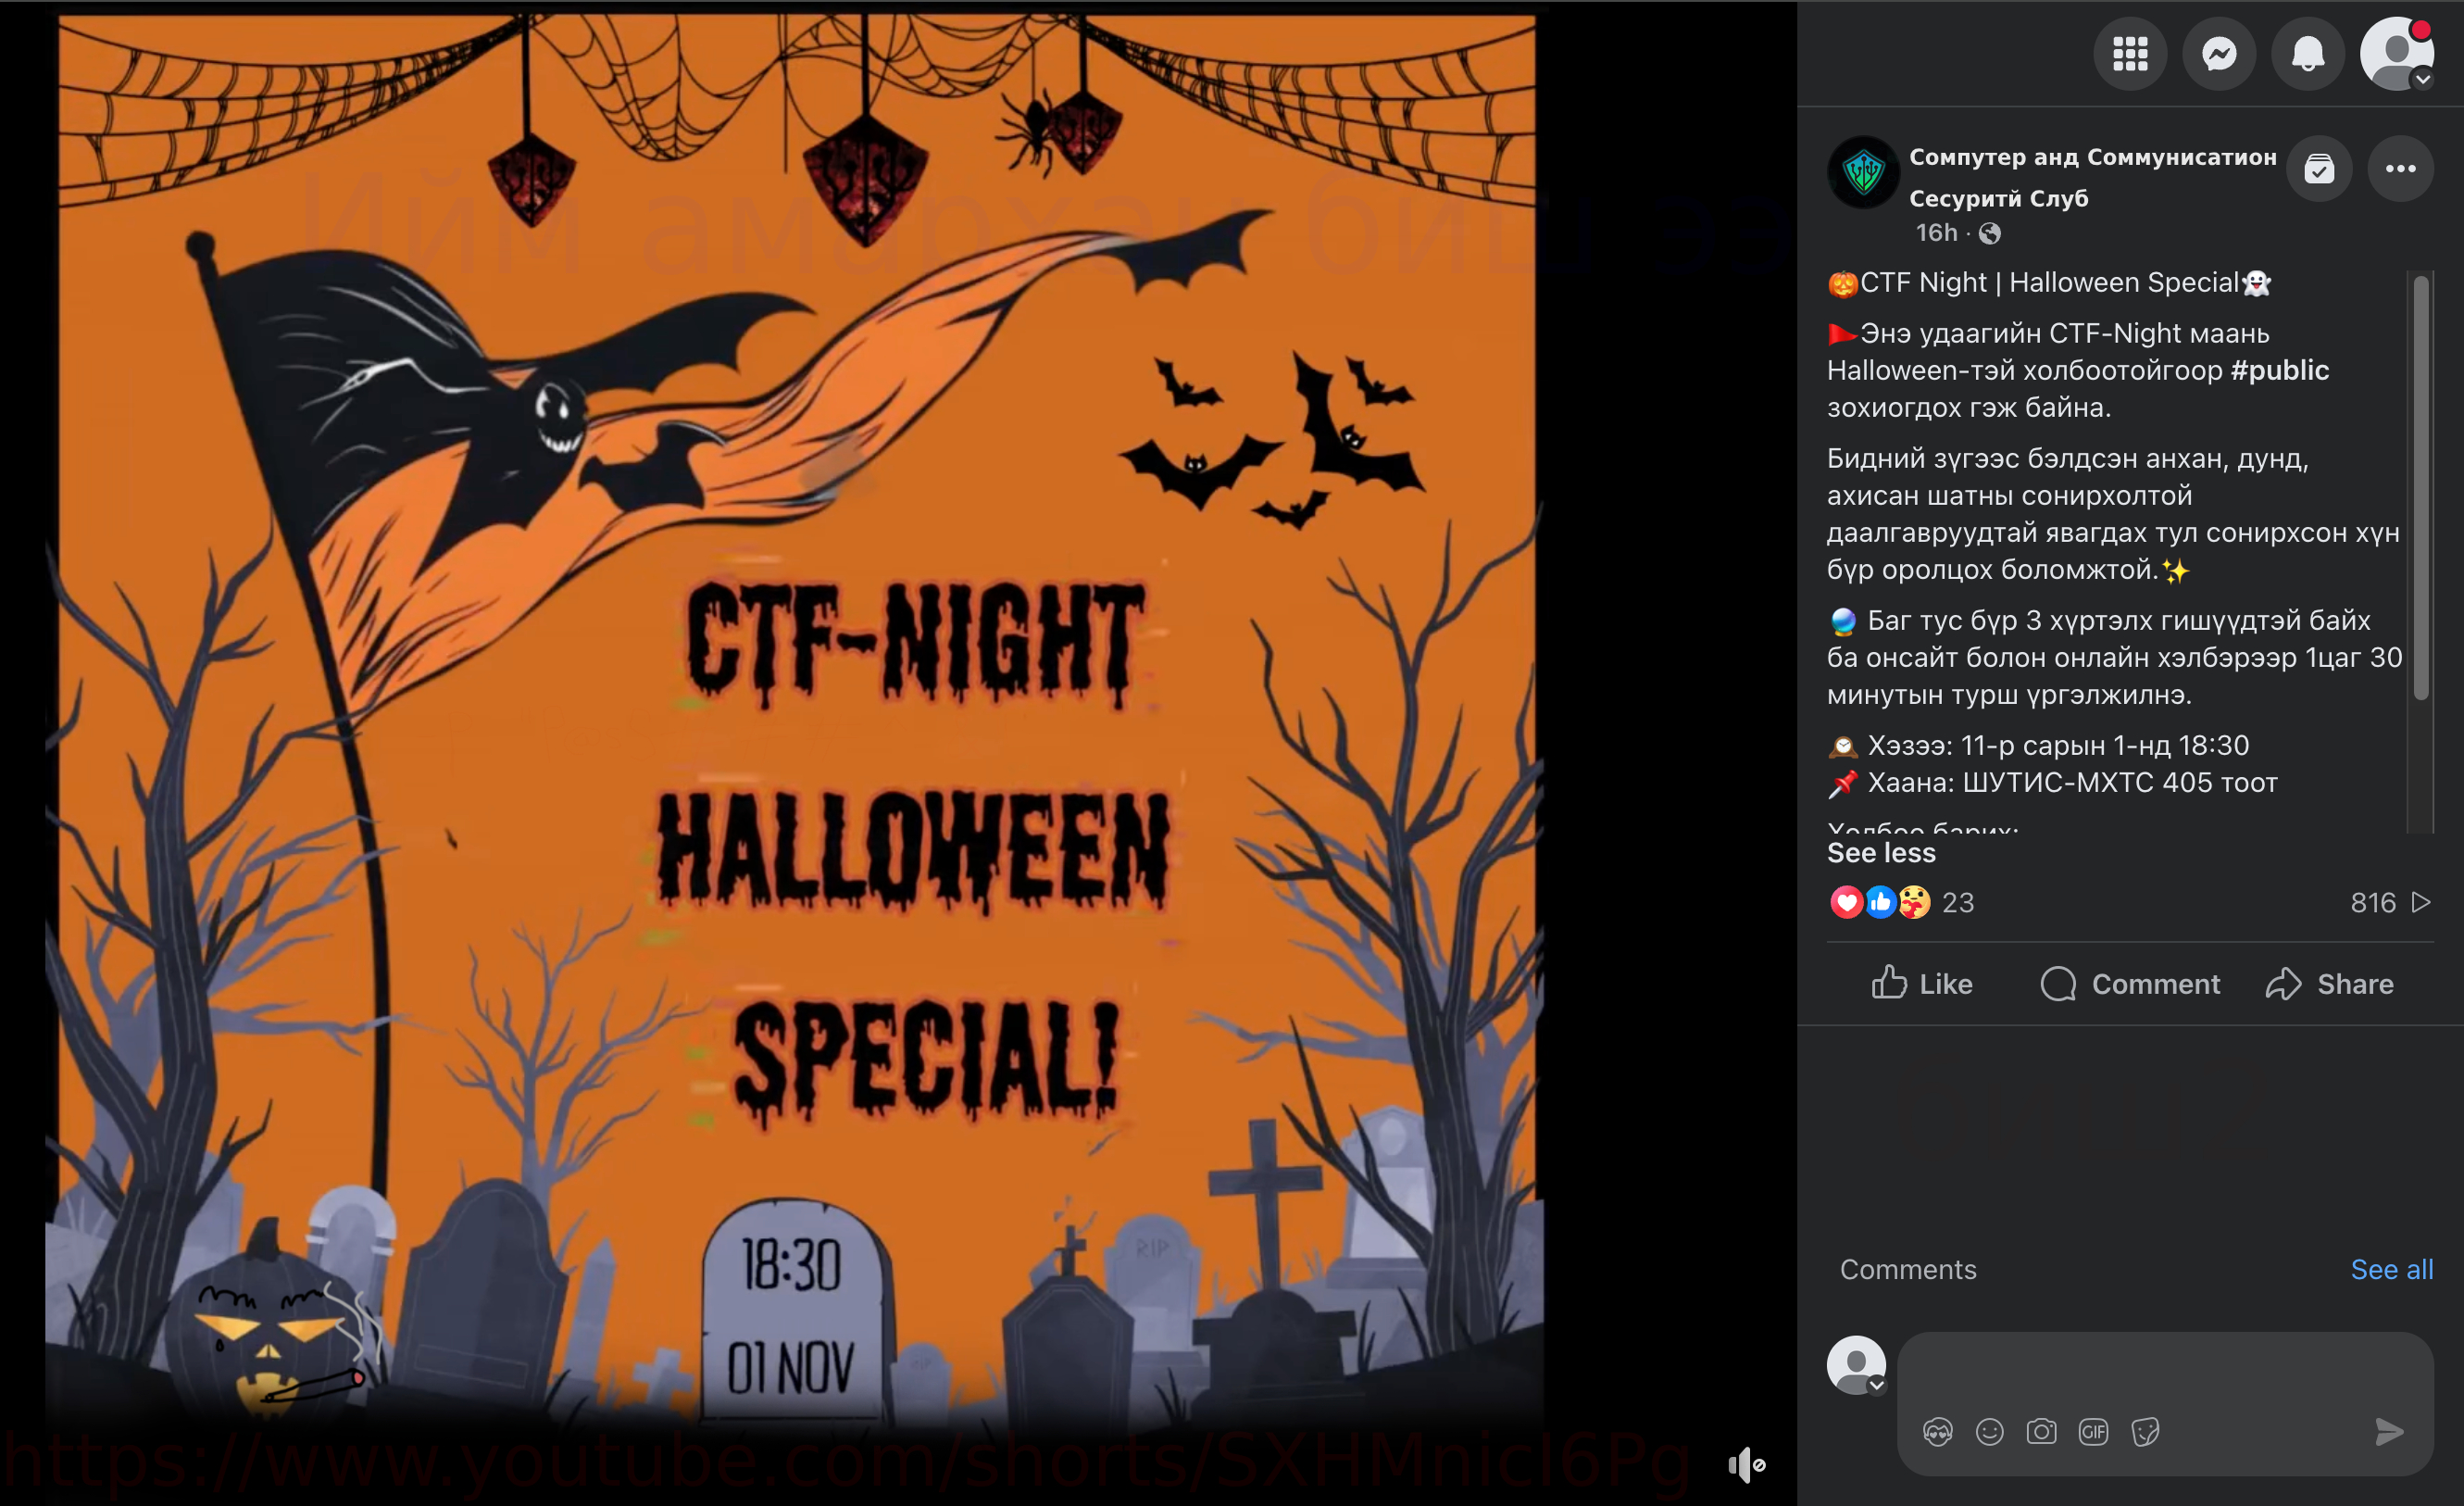 Ийм амархан биш ээ
CTF-NIGHT
HALLOWEEN
SPECIAL!
RIP
RIP
18:30
01 NOV
https://www.youtube.com/shorts/SXHMnicI6Pg
Сомпутер анд Соммунисатион
Сесуритй Слуб
16h ·
🎃CTF Night | Halloween Special👻
🚩Энэ удаагийн CTF-Night маань
Halloween-тэй холбоотойгоор #public
зохиогдох гэж байна.
Бидний зүгээс бэлдсэн анхан, дунд,
ахисан шатны сонирхолтой
даалгавруудтай явагдах тул сонирхсон хүн
бүр оролцох боломжтой.✨
🔮 Баг тус бүр 3 хүртэлх гишүүдтэй байх
ба онсайт болон онлайн хэлбэрээр 1цаг 30
минутын турш үргэлжилнэ.
🕰️ Хэзээ: 11-р сарын 1-нд 18:30
📌 Хаана: ШУТИС-МХТС 405 тоот
Холбоо барих:
See less
23
816
Like
Comment
Share
Comments
See all
GIF